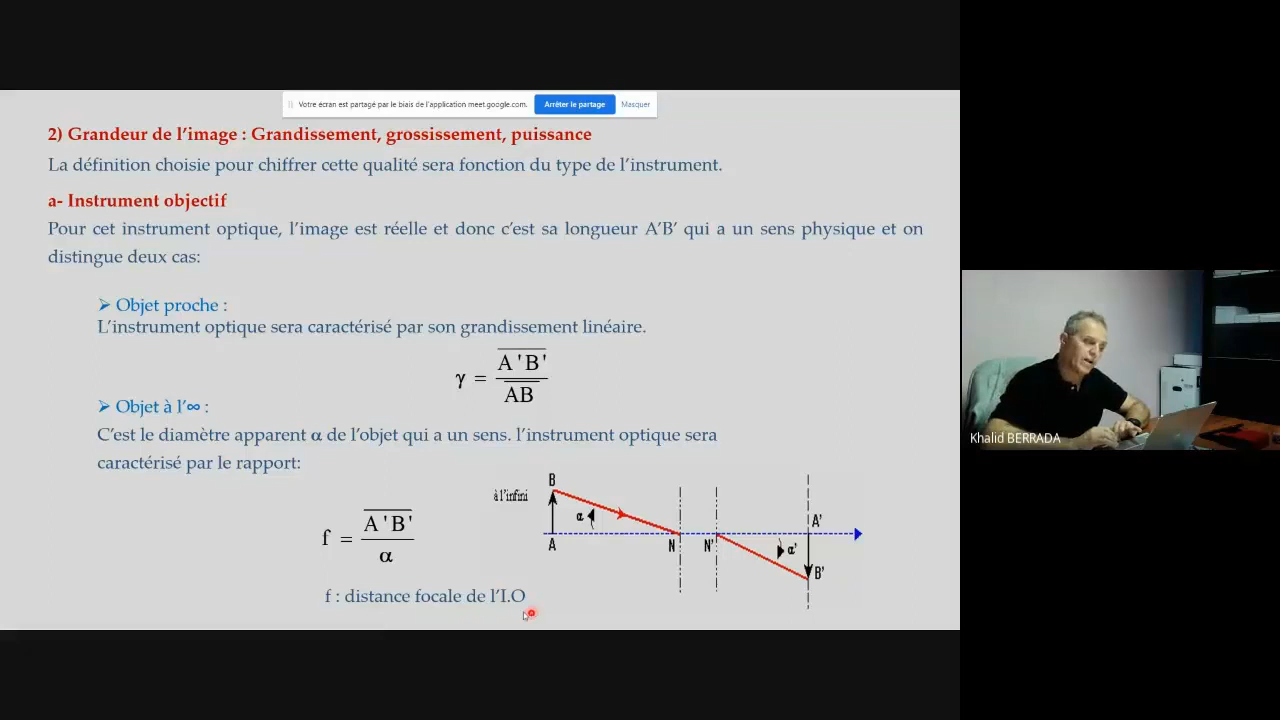 Votre écran est partagé par le biais de l'application meet.google.com. Arrêter le partage Masquer
2) Grandeur de l'image : Grandissement, grossissement, puissance
La définition choisie pour chiffrer cette qualité sera fonction du type de l'instrument.
a- Instrument objectif
Pour cet instrument optique, l'image est réelle et donc c'est sa longueur A'B' qui a un sens physique et on
distingue deux cas:
➢ Objet proche :
L'instrument optique sera caractérisé par son grandissement linéaire.
γ = A'B' / AB
➢ Objet à l'∞ :
C'est le diamètre apparent α de l'objet qui a un sens. l'instrument optique sera
caractérisé par le rapport:
f = A'B' / α
f : distance focale de l'I.O
à l'infini
B
α
A
N
N'
A'
α'
B'
Khalid BERRADA